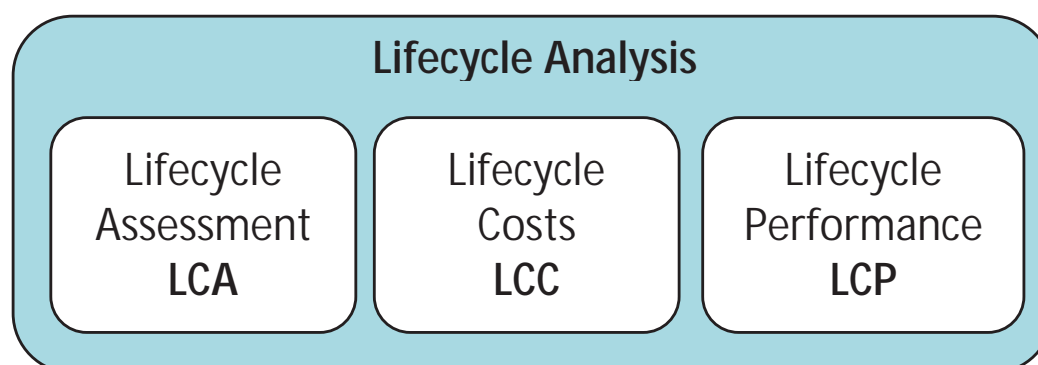 Lifecycle Analysis
Lifecycle
Assessment
LCA
Lifecycle
Costs
LCC
Lifecycle
Performance
LCP